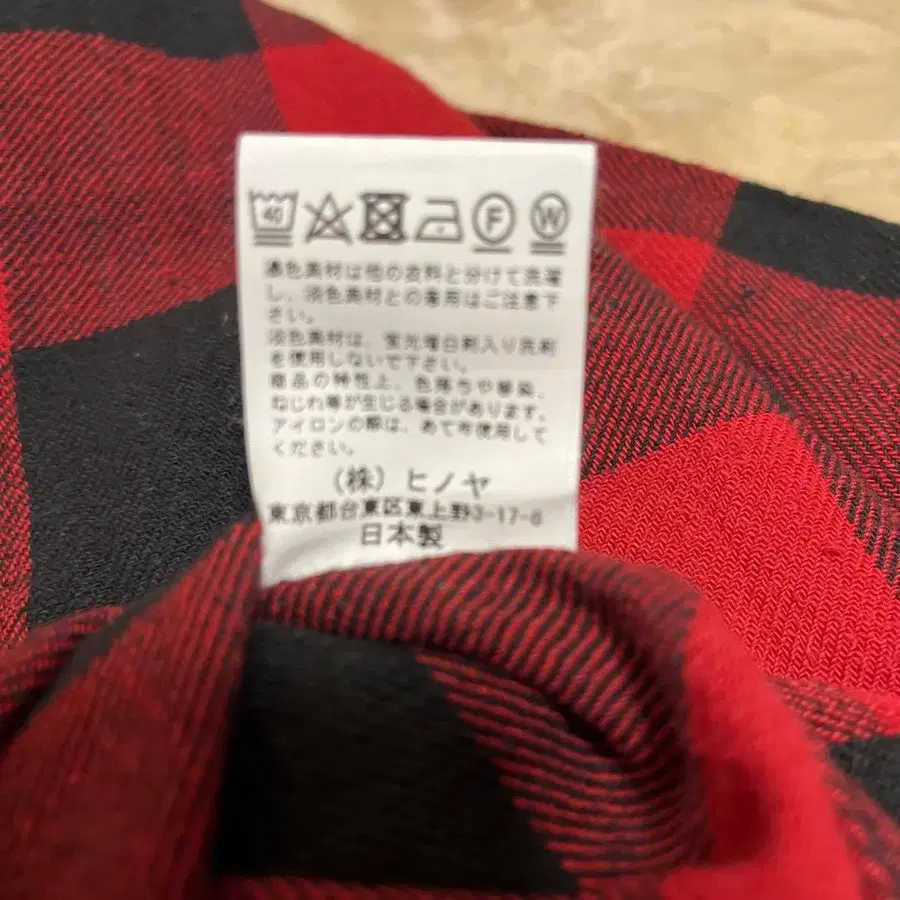 40 F W
濃色素材は他の衣料と分けて洗濯
し、淡色素材との着用はご注意下
さい。
淡色素材は、蛍光増白剤入り洗剤
を使用しないで下さい。
商品の特性上、色落ちや移染、
ねじれ等が生じる場合があります。
アイロンの際は、あて布使用して
ください。
(株)ヒノヤ
東京都台東区東上野3-17-8
日本製